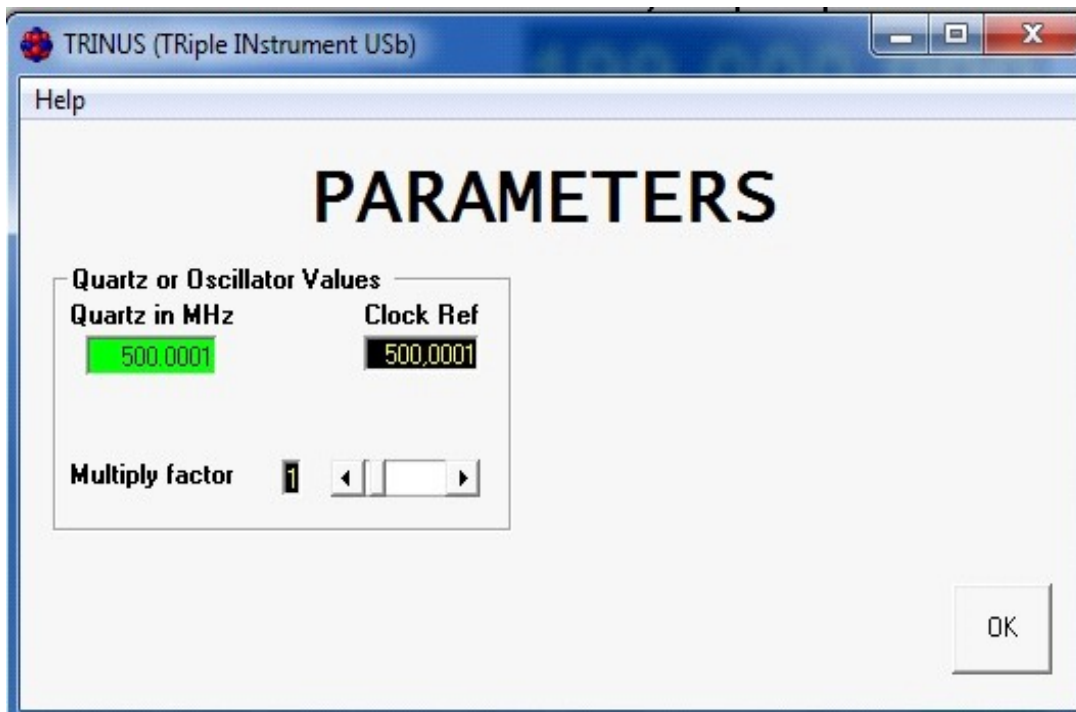 TRINUS (TRiple INstrument USb)
Help
PARAMETERS
Quartz or Oscillator Values
Quartz in MHz Clock Ref
500.0001 500,0001
Multiply factor 1
OK